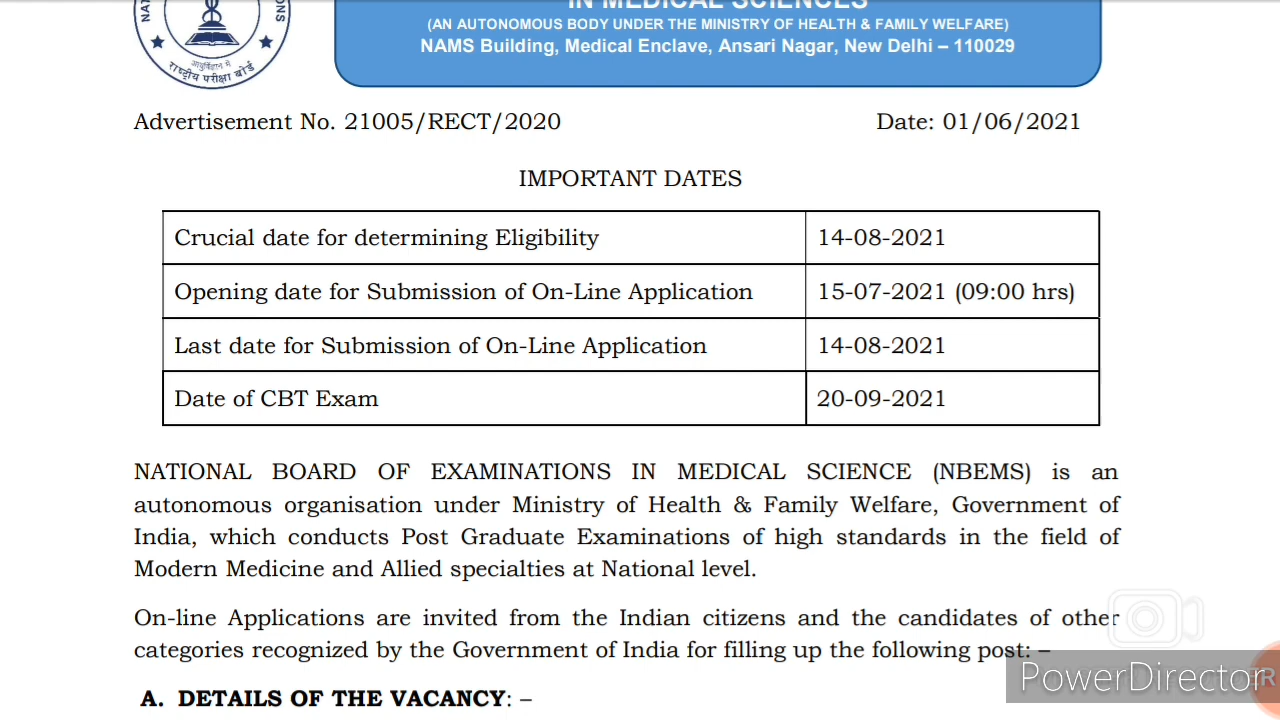 IN MEDICAL SCIENCES
(AN AUTONOMOUS BODY UNDER THE MINISTRY OF HEALTH & FAMILY WELFARE)
NAMS Building, Medical Enclave, Ansari Nagar, New Delhi – 110029
राष्ट्रीय परीक्षा बोर्ड
Advertisement No. 21005/RECT/2020 Date: 01/06/2021
IMPORTANT DATES
Crucial date for determining Eligibility 14-08-2021
Opening date for Submission of On-Line Application 15-07-2021 (09:00 hrs)
Last date for Submission of On-Line Application 14-08-2021
Date of CBT Exam 20-09-2021
NATIONAL BOARD OF EXAMINATIONS IN MEDICAL SCIENCE (NBEMS) is an
autonomous organisation under Ministry of Health & Family Welfare, Government of
India, which conducts Post Graduate Examinations of high standards in the field of
Modern Medicine and Allied specialties at National level.
On-line Applications are invited from the Indian citizens and the candidates of other
categories recognized by the Government of India for filling up the following post: –
PowerDirector
A. DETAILS OF THE VACANCY: –